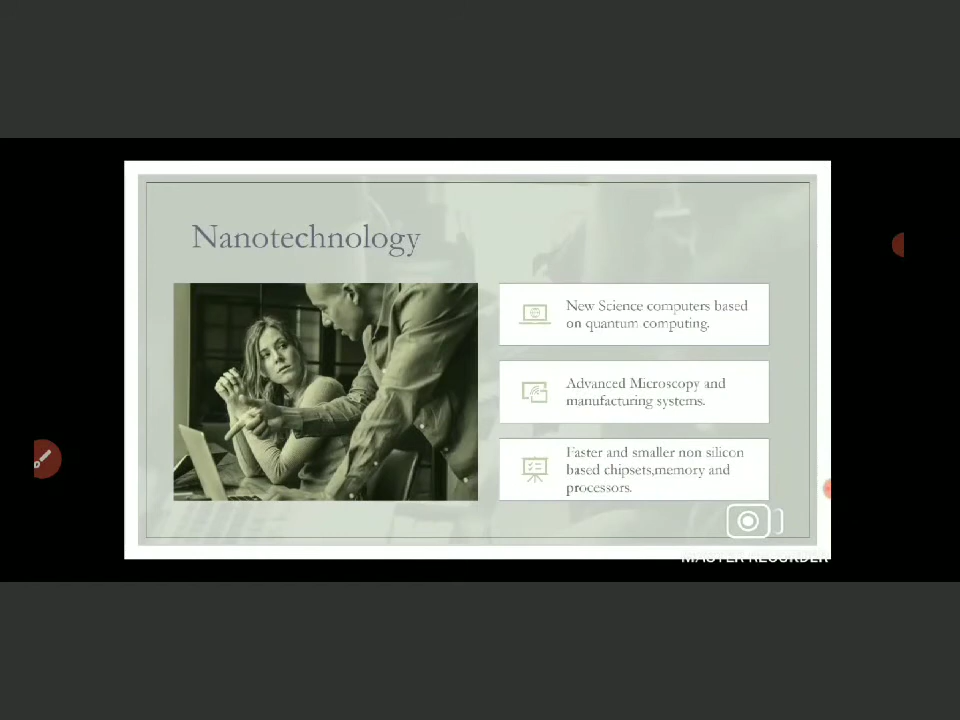 Nanotechnology
New Science computers based
on quantum computing.
Advanced Microscopy and
manufacturing systems.
Faster and smaller non silicon
based chipsets,memory and
processors.
MASTER RECORDER